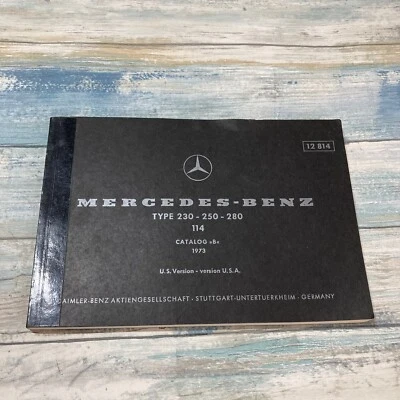 12 814
MERCEDES-BENZ
TYPE 230 - 250 - 280
114
CATALOG »B«
1973
U.S. Version - version U.S.A.
DAIMLER-BENZ AKTIENGESELLSCHAFT · STUTTGART-UNTERTUERKHEIM · GERMANY